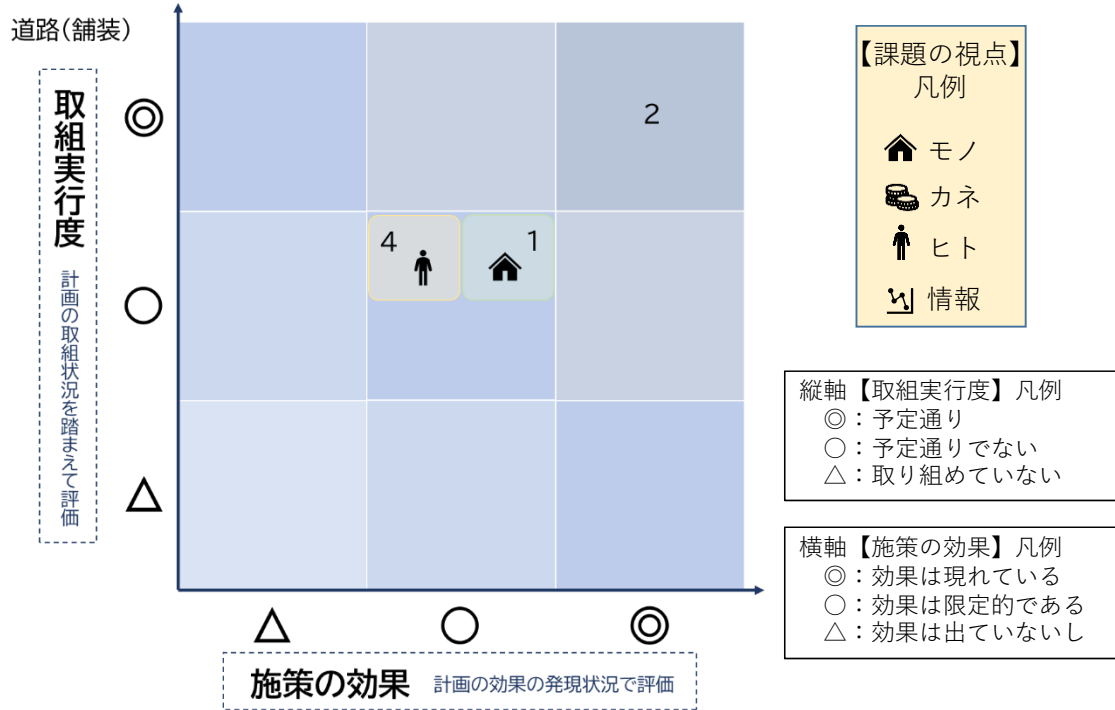 道路(舗装)
取組実行度
計画の取組状況を踏まえて評価
◎
○
△
2
4
1
△
○
◎
施策の効果 計画の効果の発現状況で評価
【課題の視点】
凡例
モノ
カネ
ヒト
情報
縦軸【取組実行度】凡例
◎：予定通り
○：予定通りでない
△：取り組めていない
横軸【施策の効果】凡例
◎：効果は現れている
○：効果は限定的である
△：効果は出ていないし